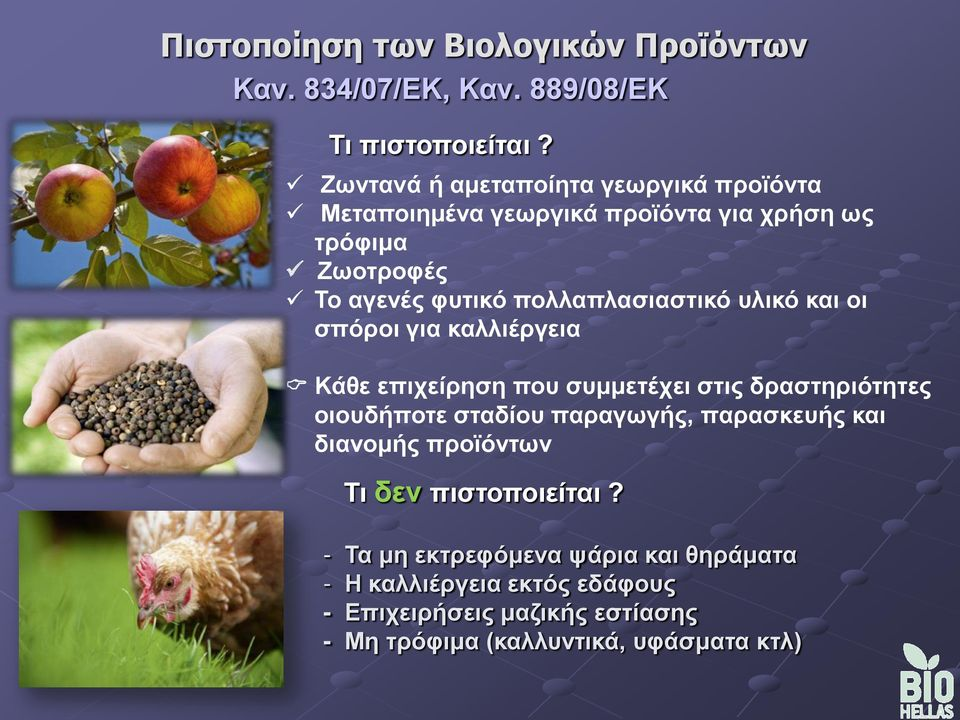 Πιστοποίηση των Βιολογικών Προϊόντων
Καν. 834/07/ΕΚ, Καν. 889/08/ΕΚ
Τι πιστοποιείται ?
✓ Ζωντανά ή αμεταποίητα γεωργικά προϊόντα
✓ Μεταποιημένα γεωργικά προϊόντα για χρήση ως
τρόφιμα
✓ Ζωοτροφές
✓ Το αγενές φυτικό πολλαπλασιαστικό υλικό και οι
σπόροι για καλλιέργεια
Κάθε επιχείρηση που συμμετέχει στις δραστηριότητες
οιουδήποτε σταδίου παραγωγής, παρασκευής και
διανομής προϊόντων
Τι δεν πιστοποιείται ?
- Τα μη εκτρεφόμενα ψάρια και θηράματα
- Η καλλιέργεια εκτός εδάφους
- Επιχειρήσεις μαζικής εστίασης
- Μη τρόφιμα (καλλυντικά, υφάσματα κτλ)
BIO
HELLAS